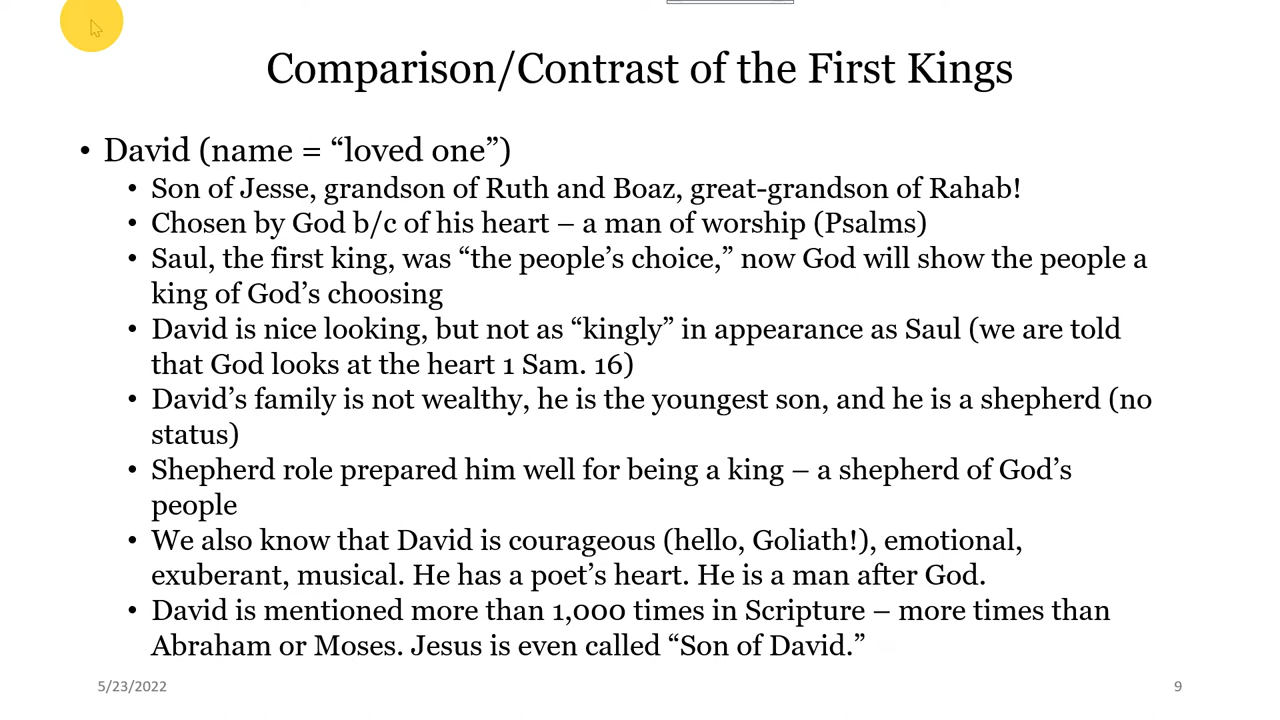 Comparison/Contrast of the First Kings
• David (name = “loved one”)
• Son of Jesse, grandson of Ruth and Boaz, great-grandson of Rahab!
• Chosen by God b/c of his heart – a man of worship (Psalms)
• Saul, the first king, was “the people’s choice,” now God will show the people a
king of God’s choosing
• David is nice looking, but not as “kingly” in appearance as Saul (we are told
that God looks at the heart 1 Sam. 16)
• David’s family is not wealthy, he is the youngest son, and he is a shepherd (no
status)
• Shepherd role prepared him well for being a king – a shepherd of God’s
people
• We also know that David is courageous (hello, Goliath!), emotional,
exuberant, musical. He has a poet’s heart. He is a man after God.
• David is mentioned more than 1,000 times in Scripture – more times than
Abraham or Moses. Jesus is even called “Son of David.”
5/23/2022
9